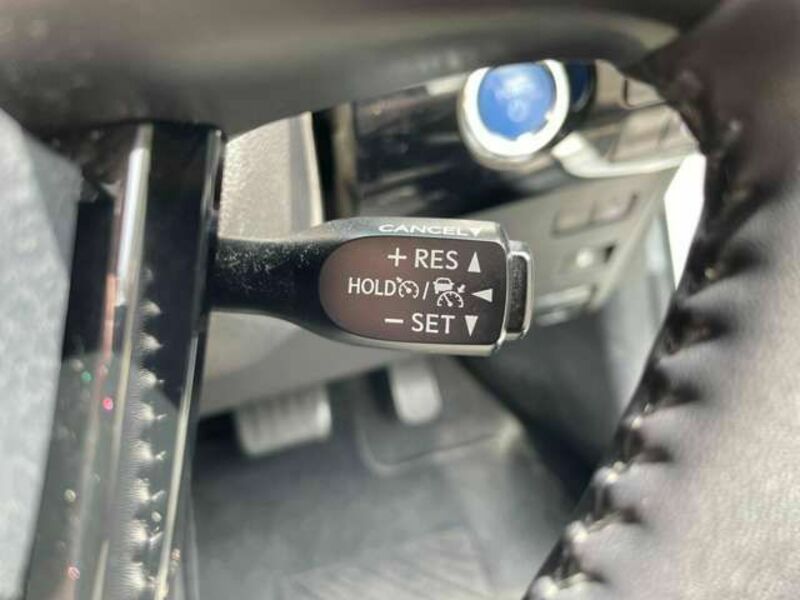 CANCEL
+ RES
HOLD /
− SET